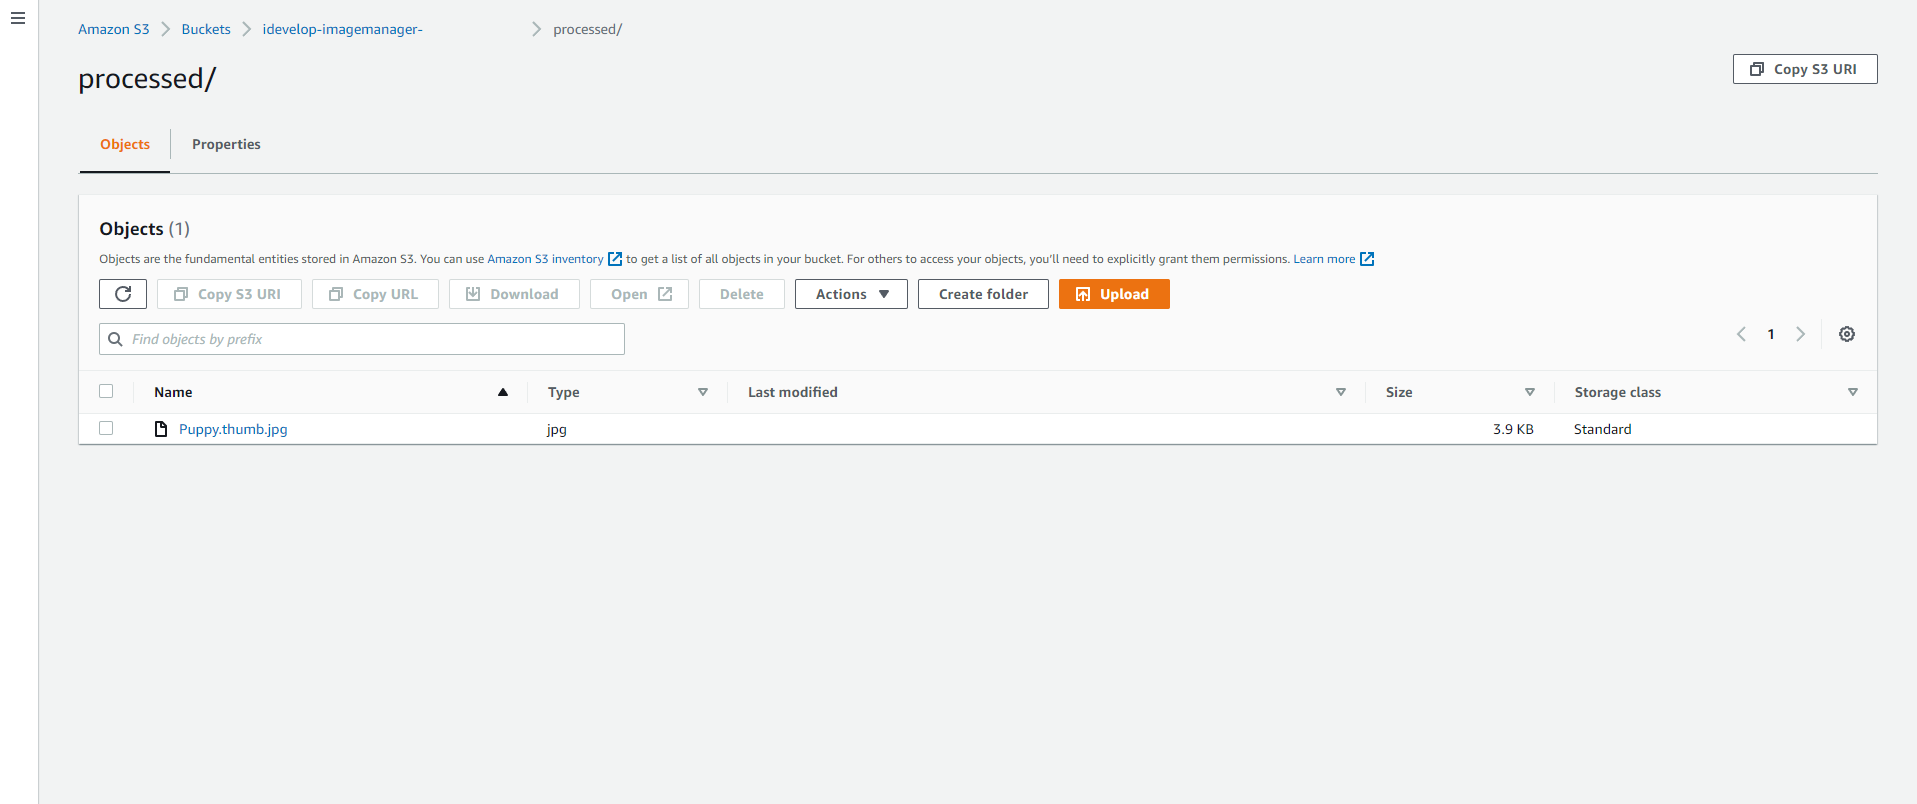 Amazon S3 Buckets idevelop-imagemanager- processed/
processed/
Copy S3 URI
Objects Properties
Objects (1)
Objects are the fundamental entities stored in Amazon S3. You can use Amazon S3 inventory to get a list of all objects in your bucket. For others to access your objects, you'll need to explicitly grant them permissions. Learn more
Copy S3 URI Copy URL Download Open Delete Actions Create folder Upload
Find objects by prefix
1
Name Type Last modified Size Storage class
Puppy.thumb.jpg jpg 3.9 KB Standard